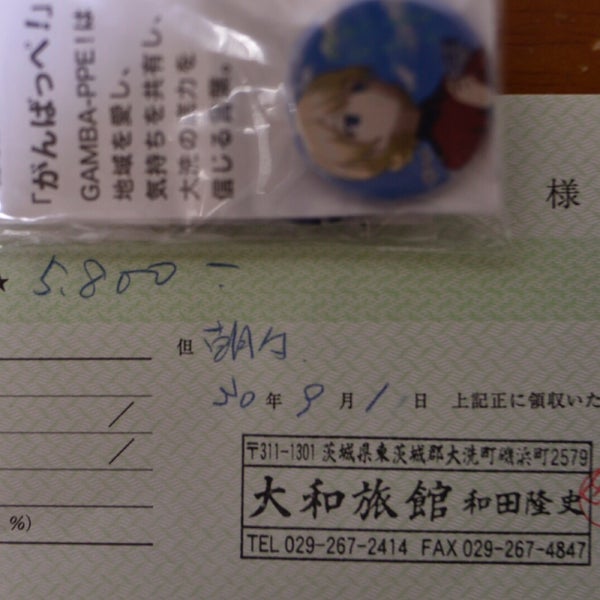 「がんばっぺ！」
GAMBA-PPE！は
地域を愛し、
気持ちを共有し、
大洗の魅力を
信じる言葉。
様
★ 5,800-
但 朝付
30年9月1日 上記正に領収いた
%)
〒311-1301 茨城県東茨城郡大洗町磯浜町2579
大和旅館 和田隆史
TEL 029-267-2414 FAX 029-267-4847